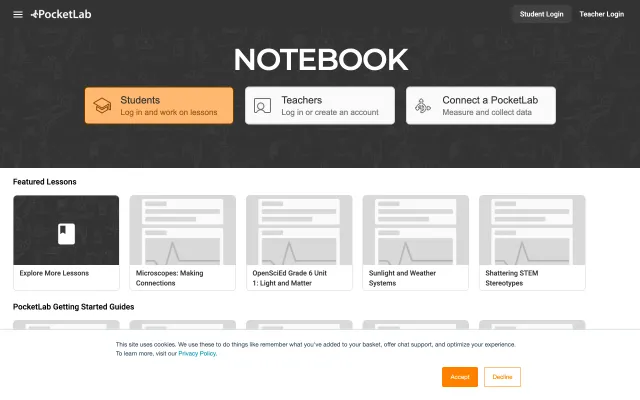 PocketLab
Student Login
Teacher Login
NOTEBOOK
Students
Log in and work on lessons
Teachers
Log in or create an account
Connect a PocketLab
Measure and collect data
Featured Lessons
Explore More Lessons
Microscopes: Making
Connections
OpenSciEd Grade 6 Unit
1: Light and Matter
Sunlight and Weather
Systems
Shattering STEM
Stereotypes
PocketLab Getting Started Guides
This site uses cookies. We use these to do things like remember what you've added to your basket, offer chat support, and optimize your experience.
To learn more, visit our Privacy Policy.
Accept
Decline